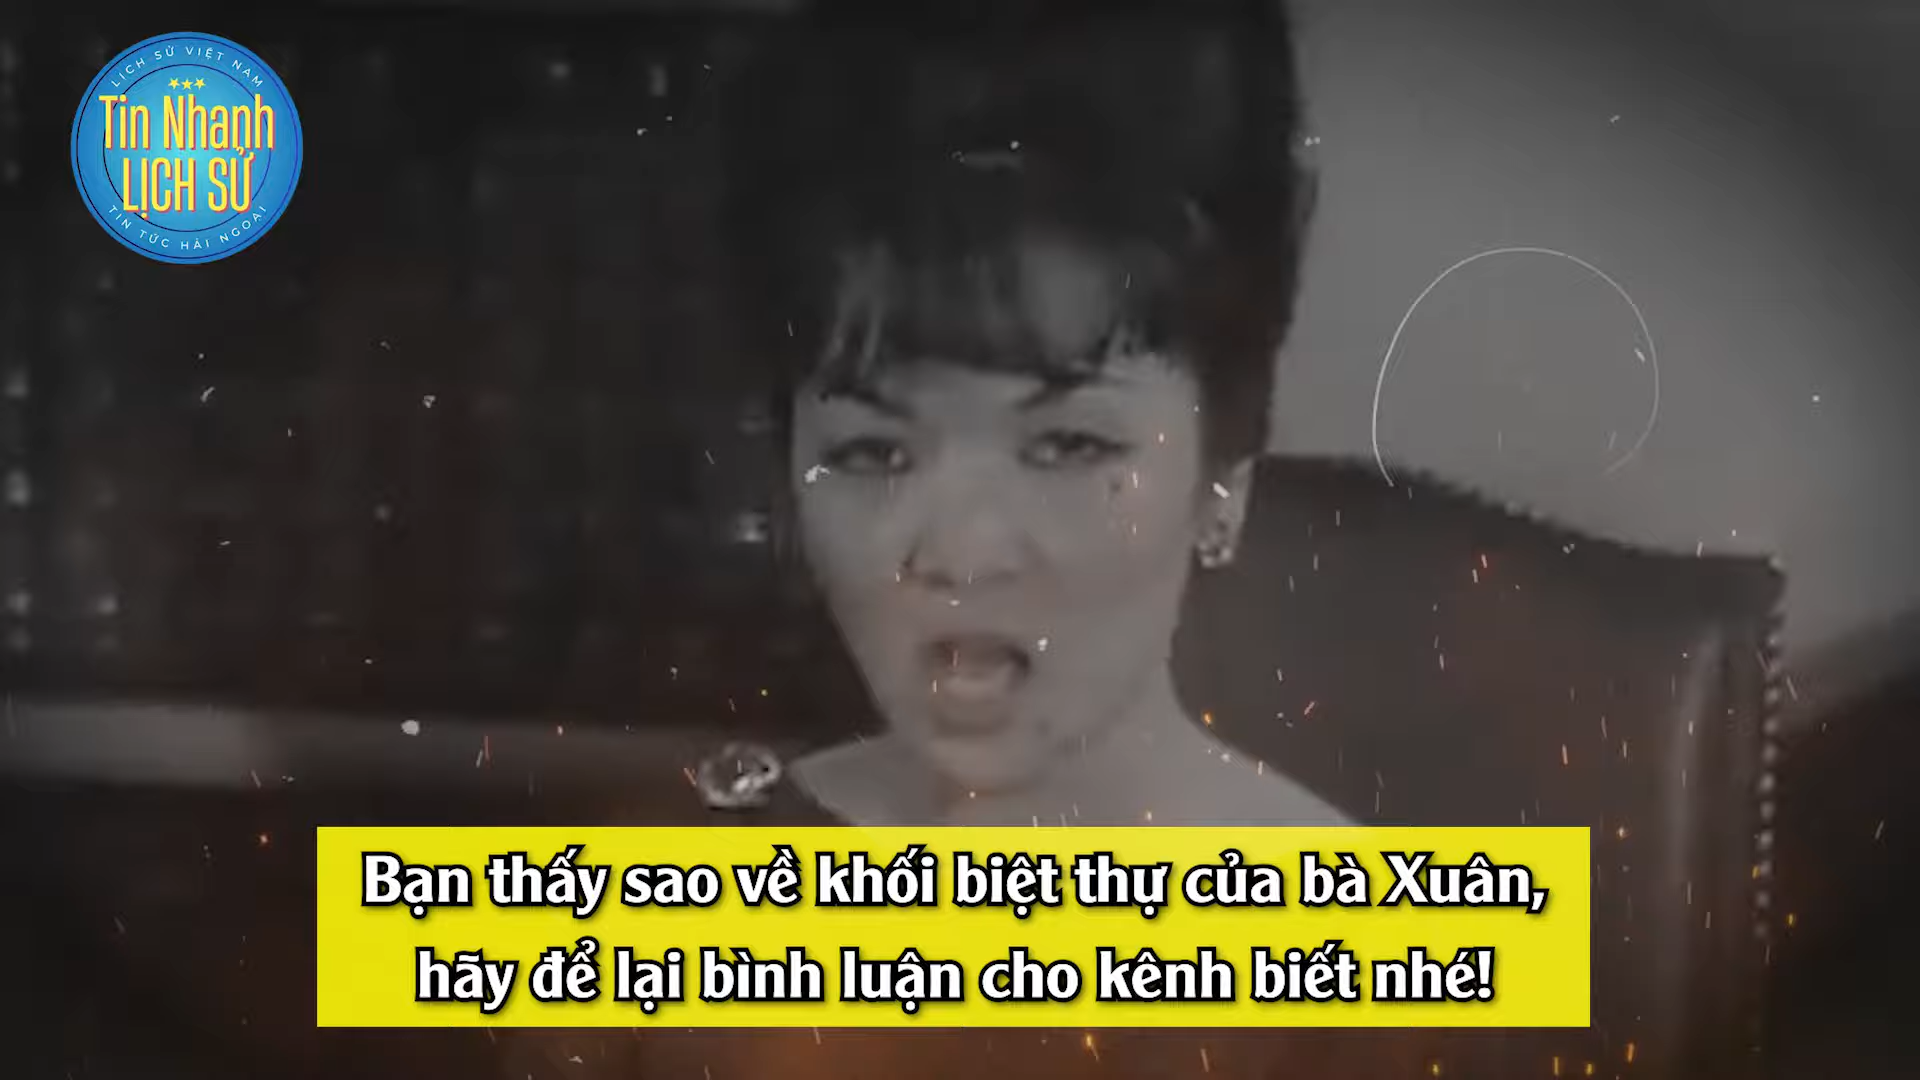 LỊCH SỬ VIỆT NAM
Tin Nhanh
LỊCH SỬ
TIN TỨC HẢI NGOẠI
Bạn thấy sao về khối biệt thự của bà Xuân,
hãy để lại bình luận cho kênh biết nhé!